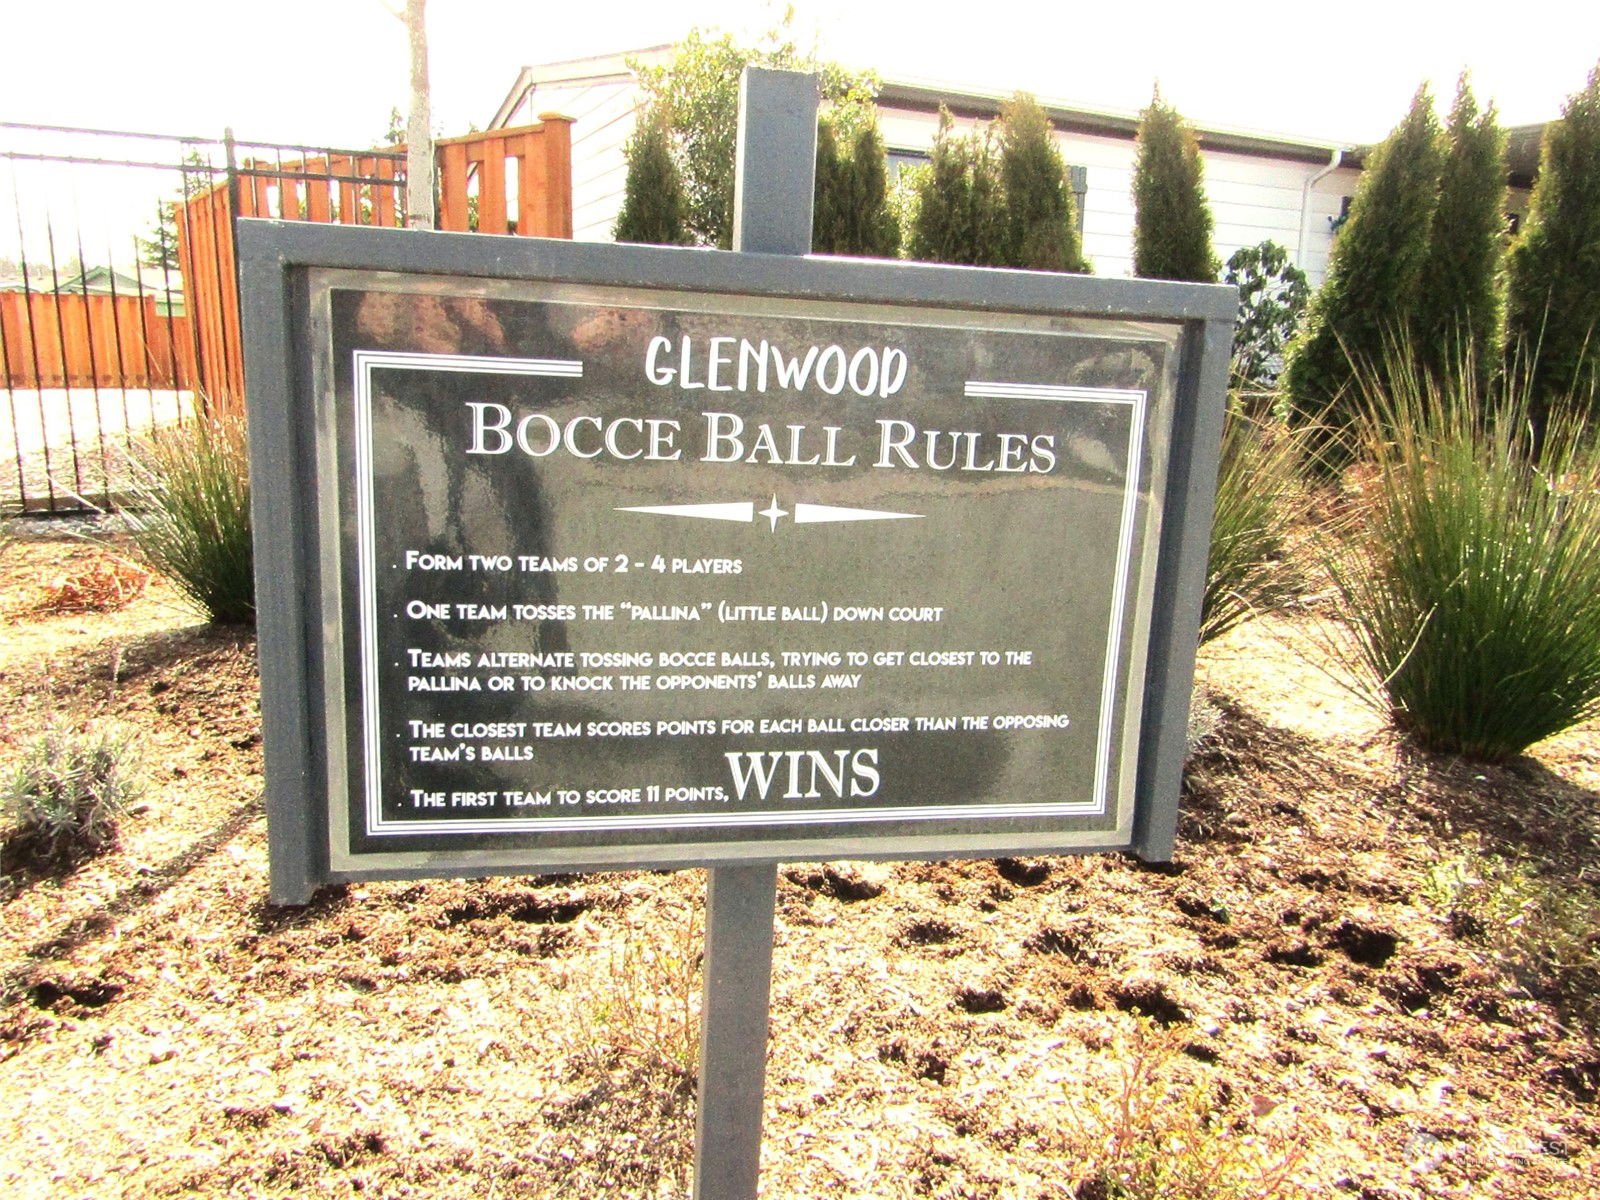 GLENWOOD
BOCCE BALL RULES
. FORM TWO TEAMS OF 2 - 4 PLAYERS
. ONE TEAM TOSSES THE "PALLINA" (LITTLE BALL) DOWN COURT
. TEAMS ALTERNATE TOSSING BOCCE BALLS, TRYING TO GET CLOSEST TO THE
PALLINA OR TO KNOCK THE OPPONENTS' BALLS AWAY
. THE CLOSEST TEAM SCORES POINTS FOR EACH BALL CLOSER THAN THE OPPOSING
TEAM'S BALLS
. THE FIRST TEAM TO SCORE 11 POINTS, WINS